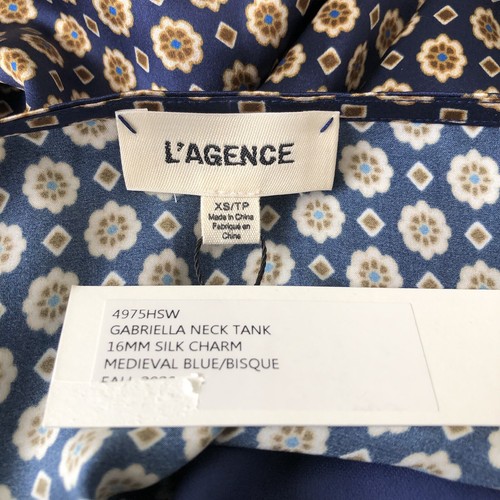 L'AGENCE
XS/TP
Made in China
Fabriqué en
Chine
4975HSW
GABRIELLA NECK TANK
16MM SILK CHARM
MEDIEVAL BLUE/BISQUE